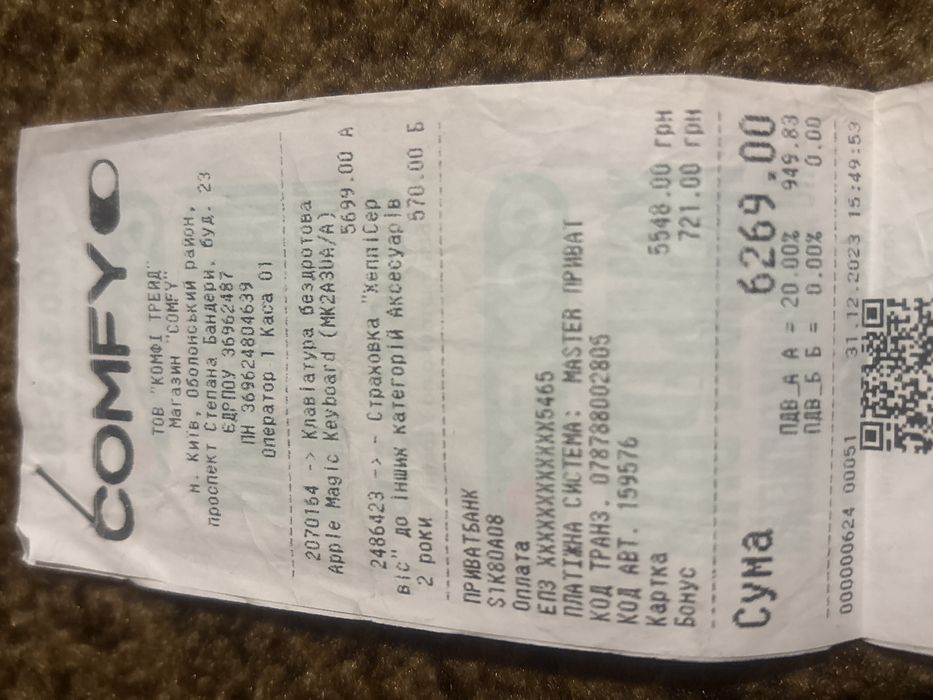 COMFY
ТОВ "КОМФІ ТРЕЙД"
Магазин "COMFY"
м. Київ, Оболонський район,
проспект Степана Бандери, буд. 23
ЄДРПОУ 36962487
ПН 369624804639
Оператор 1 Каса 01
2070164 -> Клавіатура бездротова
Apple Magic Keyboard (MK2A3UA/A)
5699.00 А
2486423 -> - Страховка "ХеппіСер
віс" до інших категорій Аксесуарів
2 роки 570.00 Б
ПРИВАТБАНК
S1K80A08
Оплата
ЕПЗ XXXXXXXXXXXX5465
ПЛАТІЖНА СИСТЕМА: MASTER ПРИВАТ
КОД ТРАНЗ. 078788002805
КОД АВТ. 159576
Картка 5548.00 грн
Бонус 721.00 грн
Сума 6269.00
ПДВ_А А = 20.00% 949.83
ПДВ_Б Б = 0.00% 0.00
0000000624 00051 31.12.2023 15:49:53